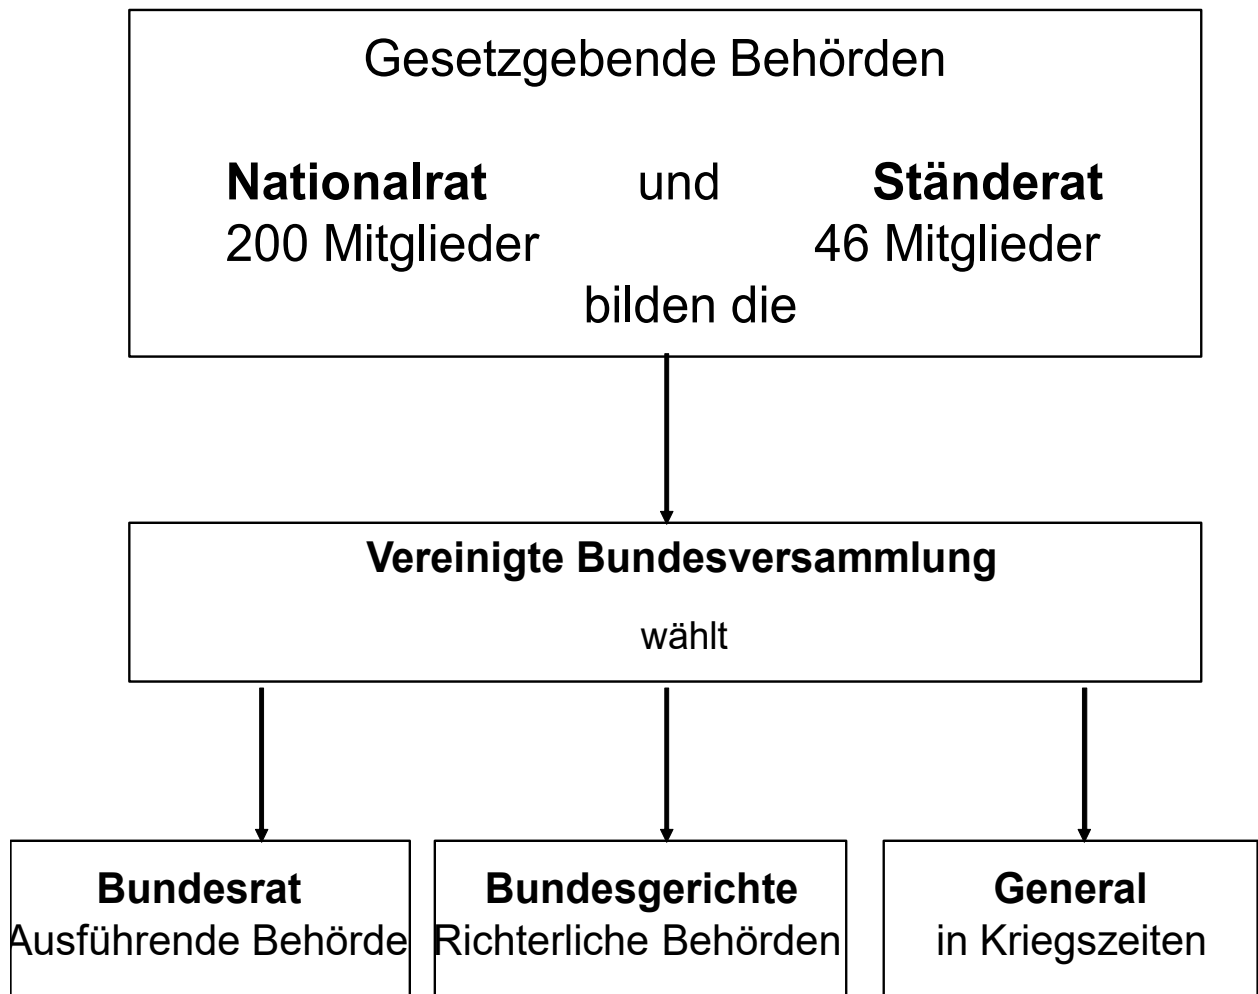 Gesetzgebende Behörden
Nationalrat und Ständerat
200 Mitglieder 46 Mitglieder
bilden die
Vereinigte Bundesversammlung
wählt
Bundesrat
Ausführende Behörde
Bundesgerichte
Richterliche Behörden
General
in Kriegszeiten